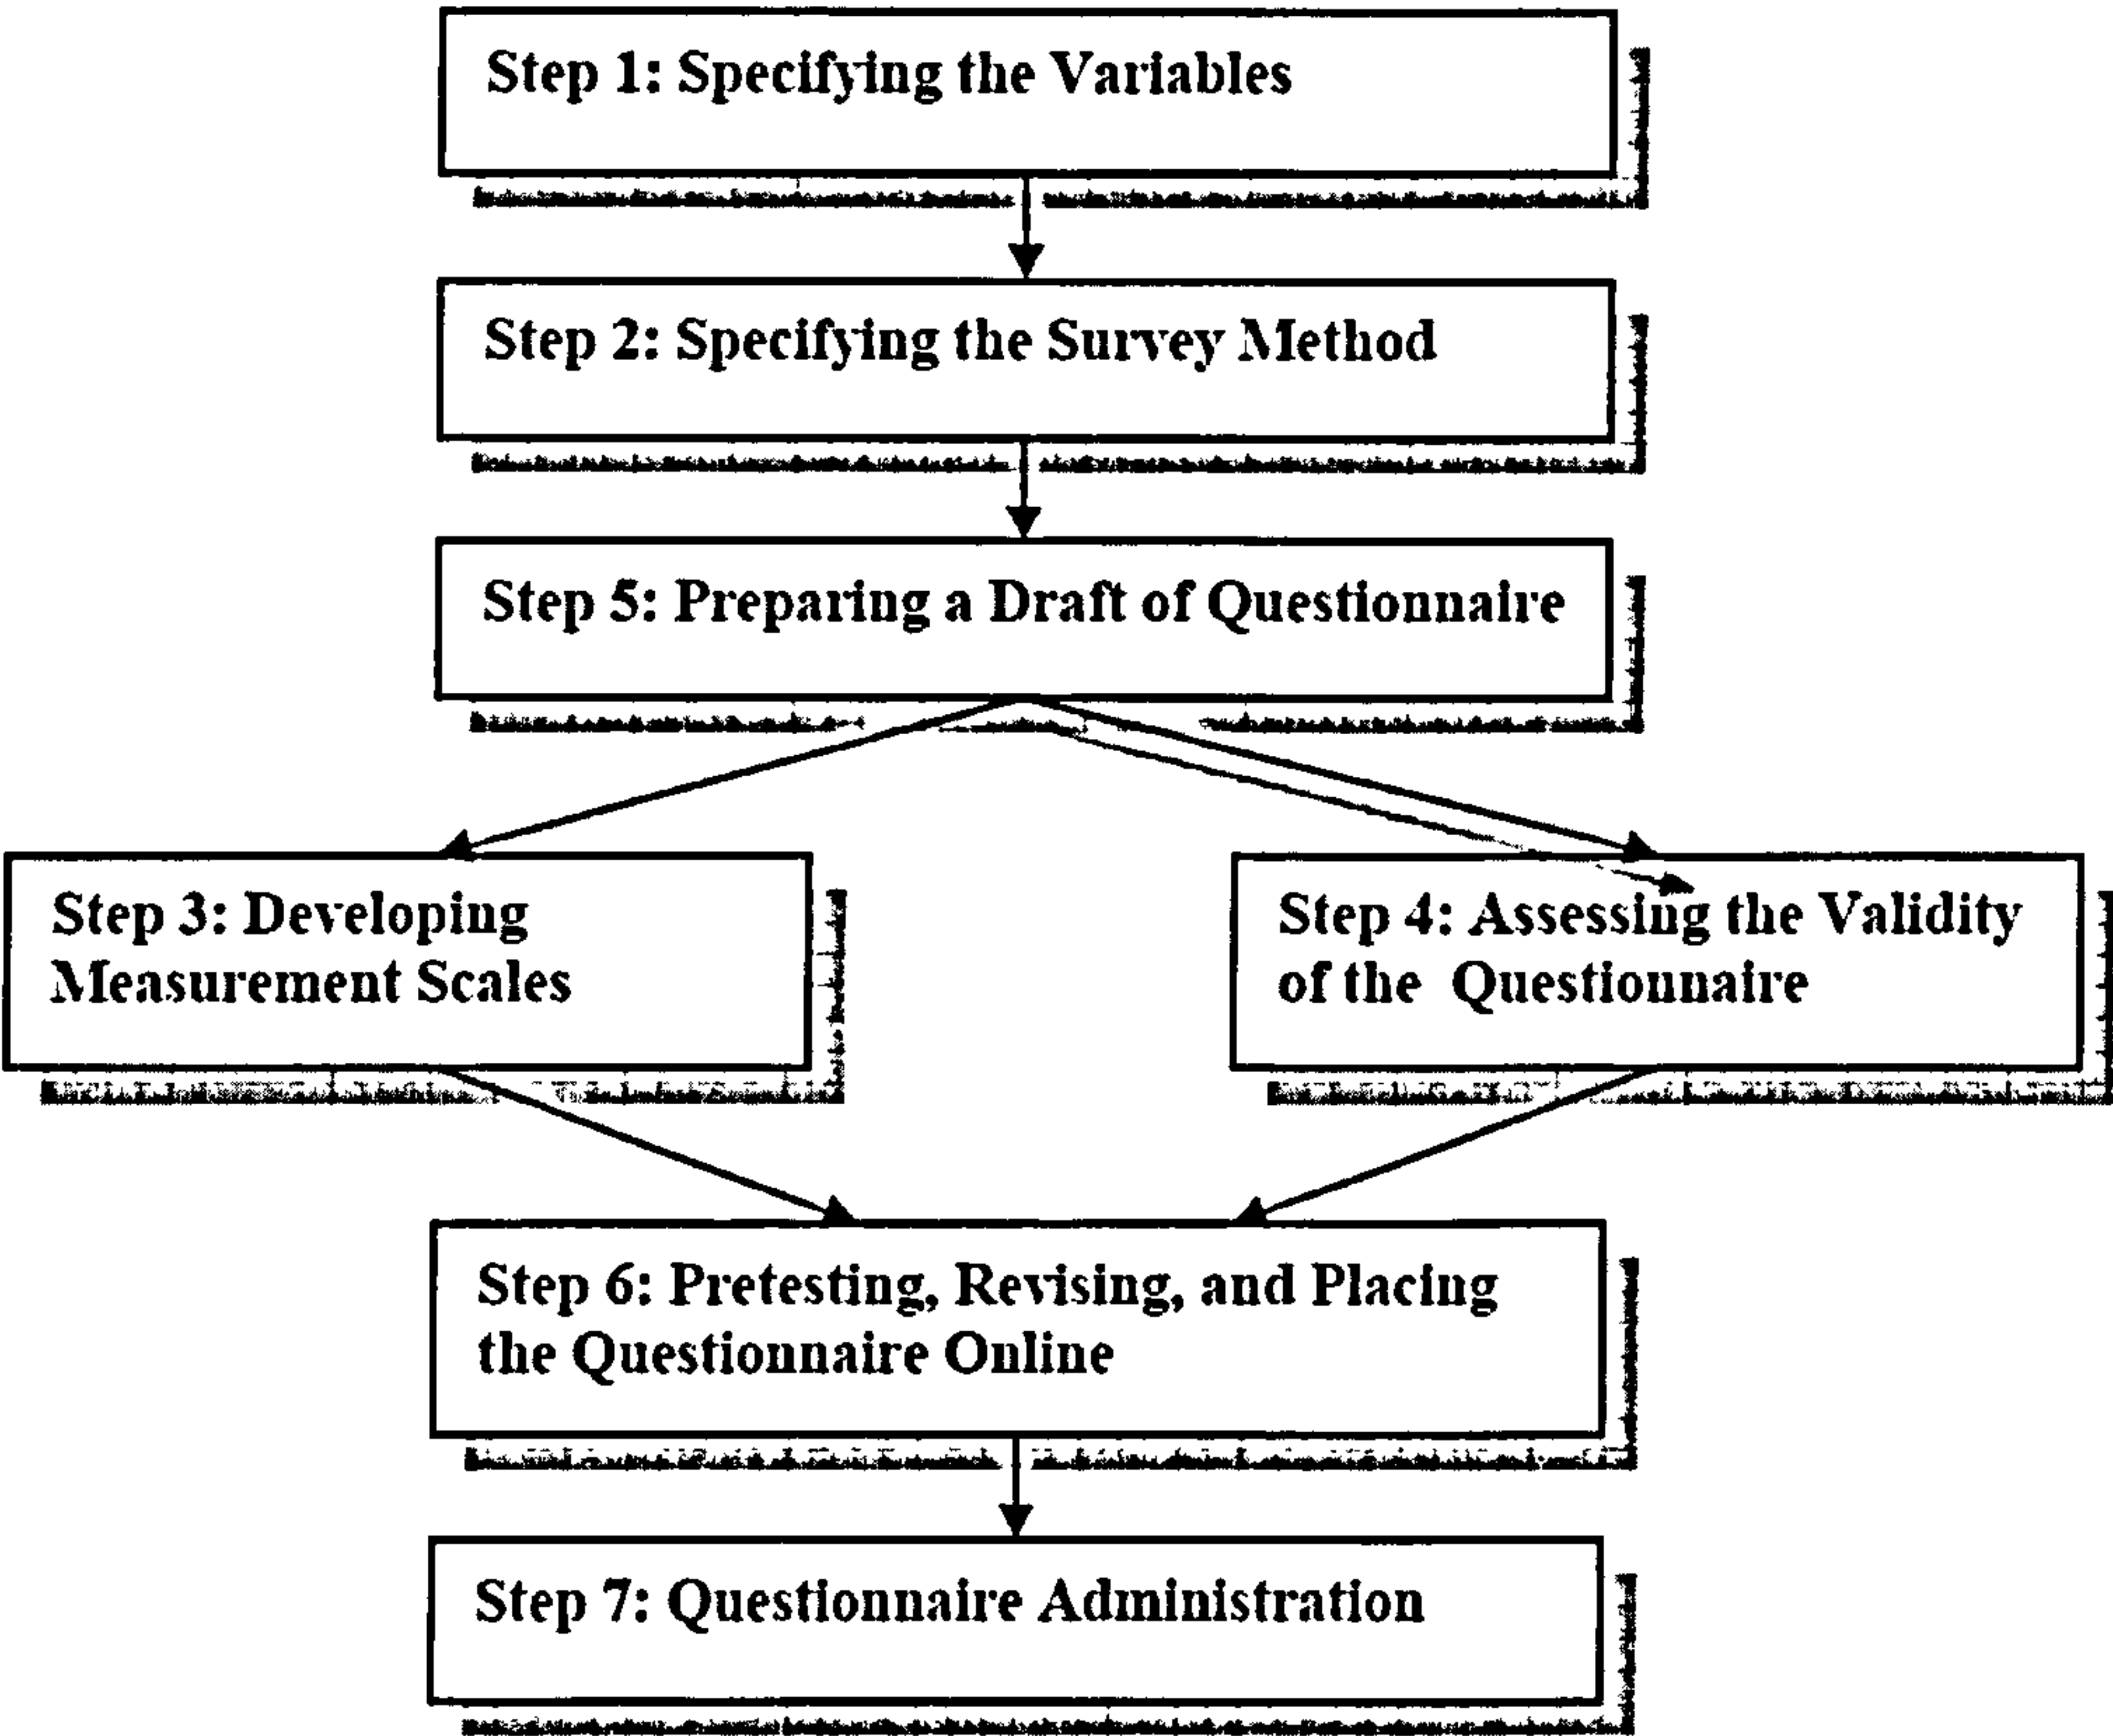 Step 1: Specifying the Variables
Step 2: Specifying the Survey Method
Step 5: Preparing a Draft of Questionnaire
Step 3: Developing
Measurement Scales
Step 4: Assessing the Validity
of the Questionnaire
Step 6: Pretesting, Revising, and Placing
the Questionnaire Online
Step 7: Questionnaire Administration